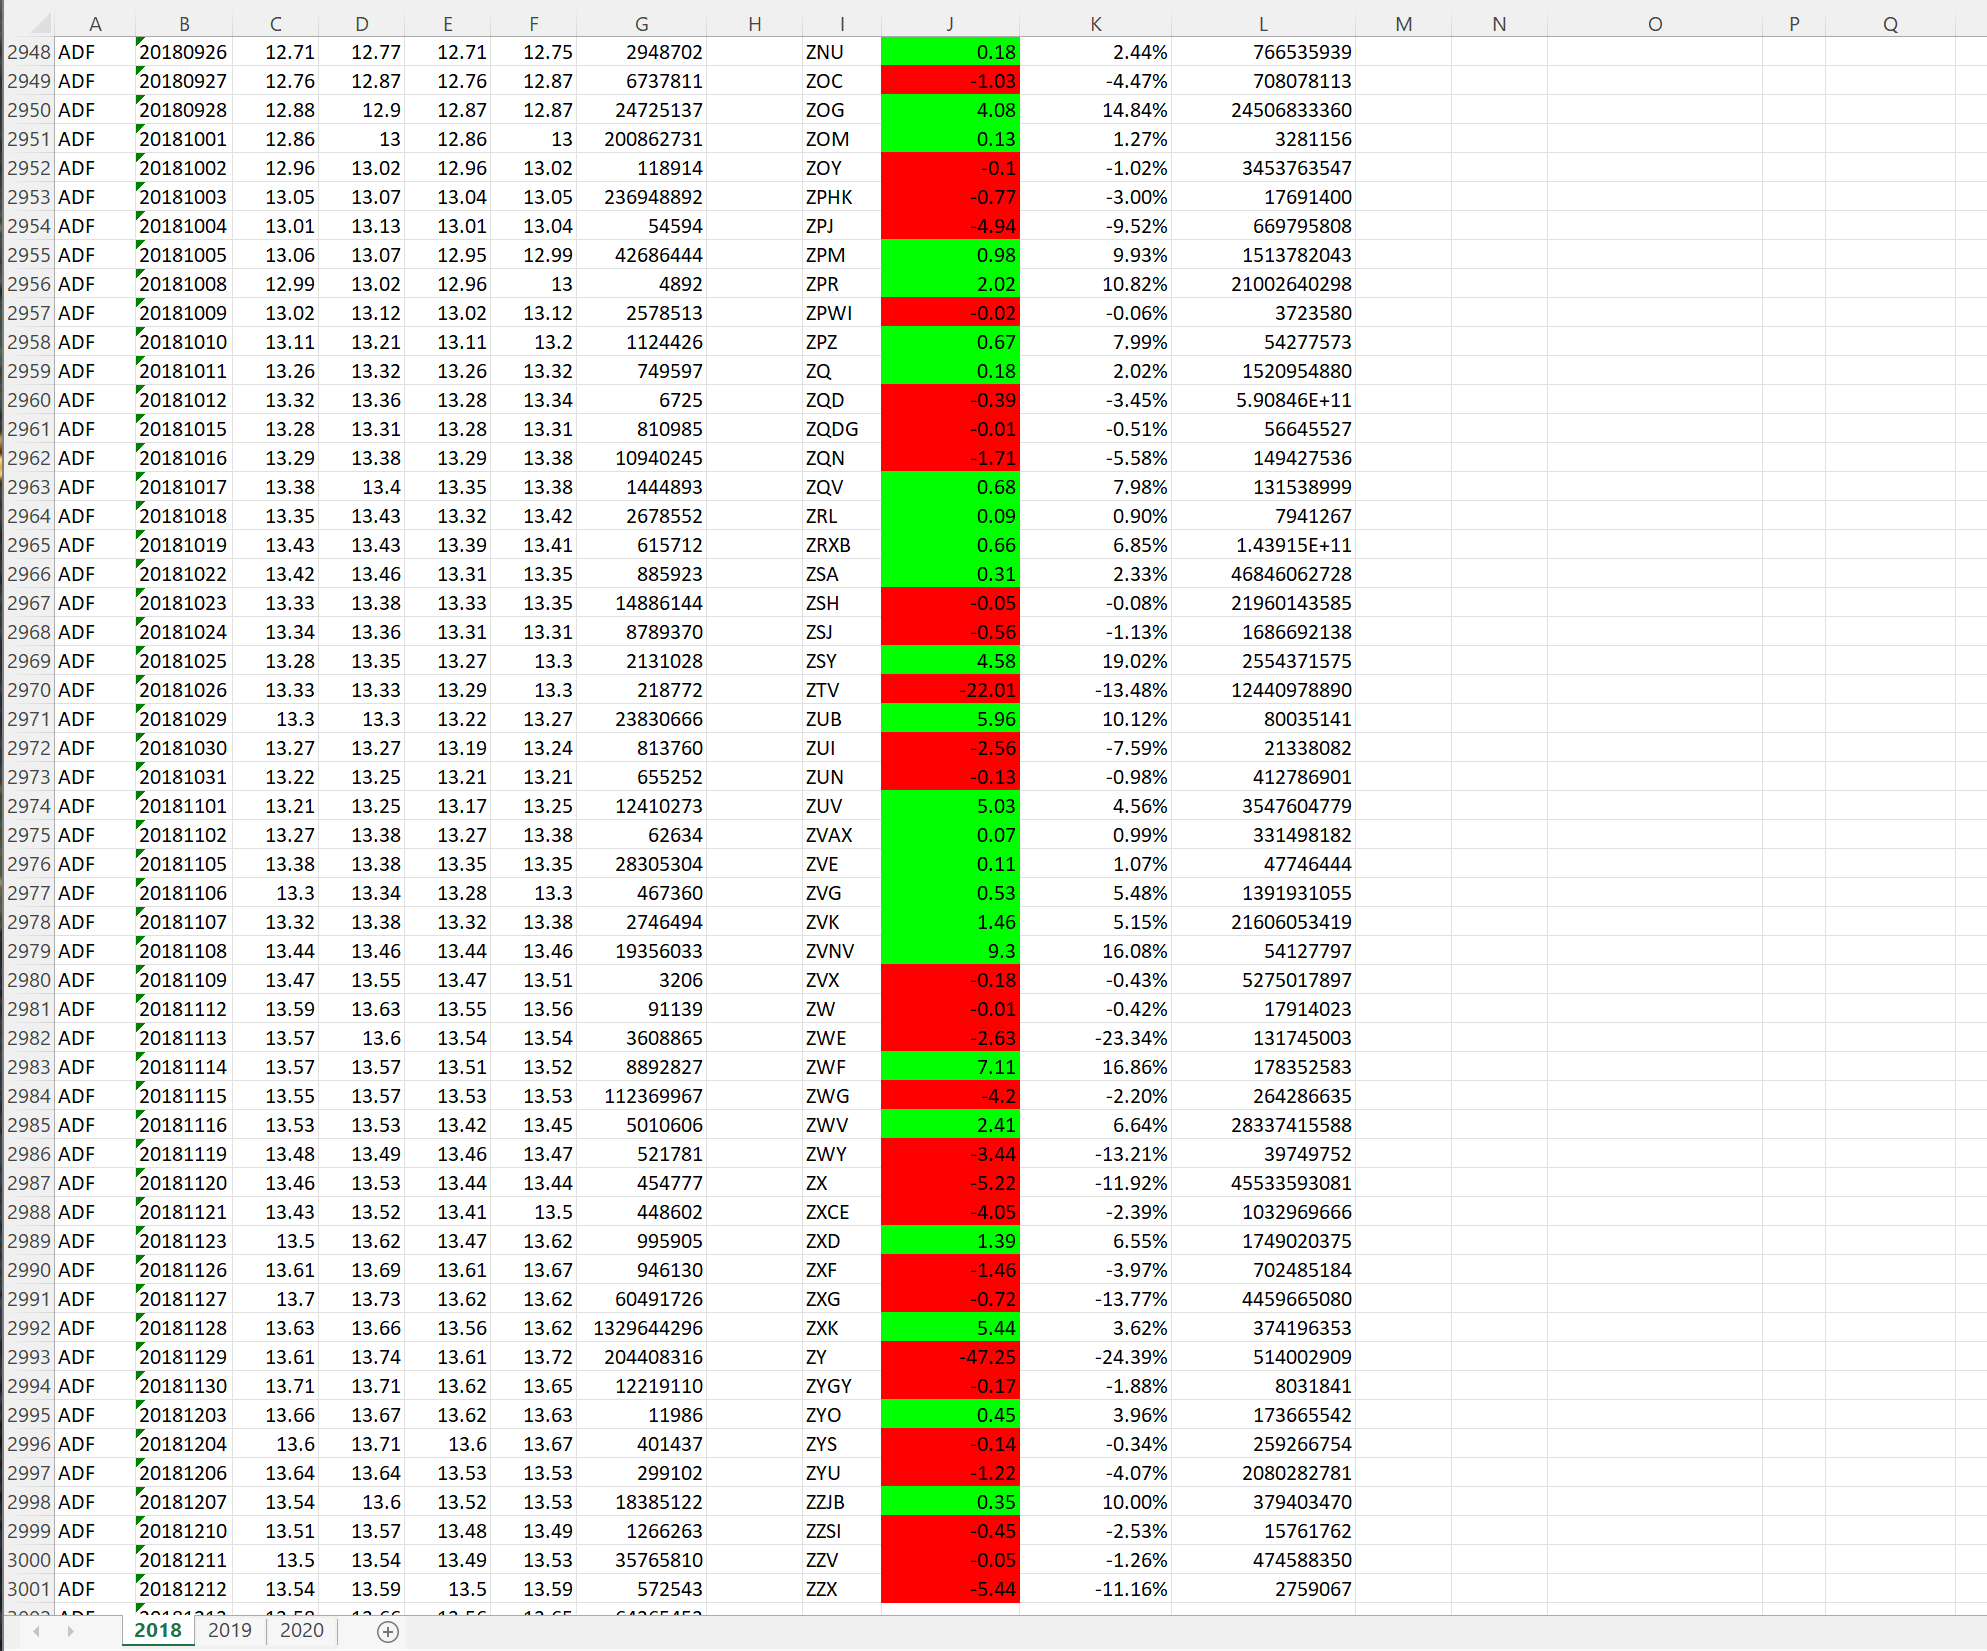 A B C D E F G H I J K L M N O P Q
2948 ADF 20180926 12.71 12.77 12.71 12.75 2948702 ZNU 0.18 2.44% 766535939
2949 ADF 20180927 12.76 12.87 12.76 12.87 6737811 ZOC -1.03 -4.47% 708078113
2950 ADF 20180928 12.88 12.9 12.87 12.87 24725137 ZOG 4.08 14.84% 24506833360
2951 ADF 20181001 12.86 13 12.86 13 200862731 ZOM 0.13 1.27% 3281156
2952 ADF 20181002 12.96 13.02 12.96 13.02 118914 ZOY -0.1 -1.02% 3453763547
2953 ADF 20181003 13.05 13.07 13.04 13.05 236948892 ZPHK -0.77 -3.00% 17691400
2954 ADF 20181004 13.01 13.13 13.01 13.04 54594 ZPJ -4.94 -9.52% 669795808
2955 ADF 20181005 13.06 13.07 12.95 12.99 42686444 ZPM 0.98 9.93% 1513782043
2956 ADF 20181008 12.99 13.02 12.96 13 4892 ZPR 2.02 10.82% 21002640298
2957 ADF 20181009 13.02 13.12 13.02 13.12 2578513 ZPWI -0.02 -0.06% 3723580
2958 ADF 20181010 13.11 13.21 13.11 13.2 1124426 ZPZ 0.67 7.99% 54277573
2959 ADF 20181011 13.26 13.32 13.26 13.32 749597 ZQ 0.18 2.02% 1520954880
2960 ADF 20181012 13.32 13.36 13.28 13.34 6725 ZQD -0.39 -3.45% 5.90846E+11
2961 ADF 20181015 13.28 13.31 13.28 13.31 810985 ZQDG -0.01 -0.51% 56645527
2962 ADF 20181016 13.29 13.38 13.29 13.38 10940245 ZQN -1.71 -5.58% 149427536
2963 ADF 20181017 13.38 13.4 13.35 13.38 1444893 ZQV 0.68 7.98% 131538999
2964 ADF 20181018 13.35 13.43 13.32 13.42 2678552 ZRL 0.09 0.90% 7941267
2965 ADF 20181019 13.43 13.43 13.39 13.41 615712 ZRXB 0.66 6.85% 1.43915E+11
2966 ADF 20181022 13.42 13.46 13.31 13.35 885923 ZSA 0.31 2.33% 46846062728
2967 ADF 20181023 13.33 13.38 13.33 13.35 14886144 ZSH -0.05 -0.08% 21960143585
2968 ADF 20181024 13.34 13.36 13.31 13.31 8789370 ZSJ -0.56 -1.13% 1686692138
2969 ADF 20181025 13.28 13.35 13.27 13.3 2131028 ZSY 4.58 19.02% 2554371575
2970 ADF 20181026 13.33 13.33 13.29 13.3 218772 ZTV -22.01 -13.48% 12440978890
2971 ADF 20181029 13.3 13.3 13.22 13.27 23830666 ZUB 5.96 10.12% 80035141
2972 ADF 20181030 13.27 13.27 13.19 13.24 813760 ZUI -2.56 -7.59% 21338082
2973 ADF 20181031 13.22 13.25 13.21 13.21 655252 ZUN -0.13 -0.98% 412786901
2974 ADF 20181101 13.21 13.25 13.17 13.25 12410273 ZUV 5.03 4.56% 3547604779
2975 ADF 20181102 13.27 13.38 13.27 13.38 62634 ZVAX 0.07 0.99% 331498182
2976 ADF 20181105 13.38 13.38 13.35 13.35 28305304 ZVE 0.11 1.07% 47746444
2977 ADF 20181106 13.3 13.34 13.28 13.3 467360 ZVG 0.53 5.48% 1391931055
2978 ADF 20181107 13.32 13.38 13.32 13.38 2746494 ZVK 1.46 5.15% 21606053419
2979 ADF 20181108 13.44 13.46 13.44 13.46 19356033 ZVNV 9.3 16.08% 54127797
2980 ADF 20181109 13.47 13.55 13.47 13.51 3206 ZVX -0.18 -0.43% 5275017897
2981 ADF 20181112 13.59 13.63 13.55 13.56 91139 ZW -0.01 -0.42% 17914023
2982 ADF 20181113 13.57 13.6 13.54 13.54 3608865 ZWE -2.63 -23.34% 131745003
2983 ADF 20181114 13.57 13.57 13.51 13.52 8892827 ZWF 7.11 16.86% 178352583
2984 ADF 20181115 13.55 13.57 13.53 13.53 112369967 ZWG -4.2 -2.20% 264286635
2985 ADF 20181116 13.53 13.53 13.42 13.45 5010606 ZWV 2.41 6.64% 28337415588
2986 ADF 20181119 13.48 13.49 13.46 13.47 521781 ZWY -3.44 -13.21% 39749752
2987 ADF 20181120 13.46 13.53 13.44 13.44 454777 ZX -5.22 -11.92% 45533593081
2988 ADF 20181121 13.43 13.52 13.41 13.5 448602 ZXCE -4.05 -2.39% 1032969666
2989 ADF 20181123 13.5 13.62 13.47 13.62 995905 ZXD 1.39 6.55% 1749020375
2990 ADF 20181126 13.61 13.69 13.61 13.67 946130 ZXF -1.46 -3.97% 702485184
2991 ADF 20181127 13.7 13.73 13.62 13.62 60491726 ZXG -0.72 -13.77% 4459665080
2992 ADF 20181128 13.63 13.66 13.56 13.62 1329644296 ZXK 5.44 3.62% 374196353
2993 ADF 20181129 13.61 13.74 13.61 13.72 204408316 ZY -47.25 -24.39% 514002909
2994 ADF 20181130 13.71 13.71 13.62 13.65 12219110 ZYGY -0.17 -1.88% 8031841
2995 ADF 20181203 13.66 13.67 13.62 13.63 11986 ZYO 0.45 3.96% 173665542
2996 ADF 20181204 13.6 13.71 13.6 13.67 401437 ZYS -0.14 -0.34% 259266754
2997 ADF 20181206 13.64 13.64 13.53 13.53 299102 ZYU -1.22 -4.07% 2080282781
2998 ADF 20181207 13.54 13.6 13.52 13.53 18385122 ZZJB 0.35 10.00% 379403470
2999 ADF 20181210 13.51 13.57 13.48 13.49 1266263 ZZSI -0.45 -2.53% 15761762
3000 ADF 20181211 13.5 13.54 13.49 13.53 35765810 ZZV -0.05 -1.26% 474588350
3001 ADF 20181212 13.54 13.59 13.5 13.59 572543 ZZX -5.44 -11.16% 2759067
2018 2019 2020